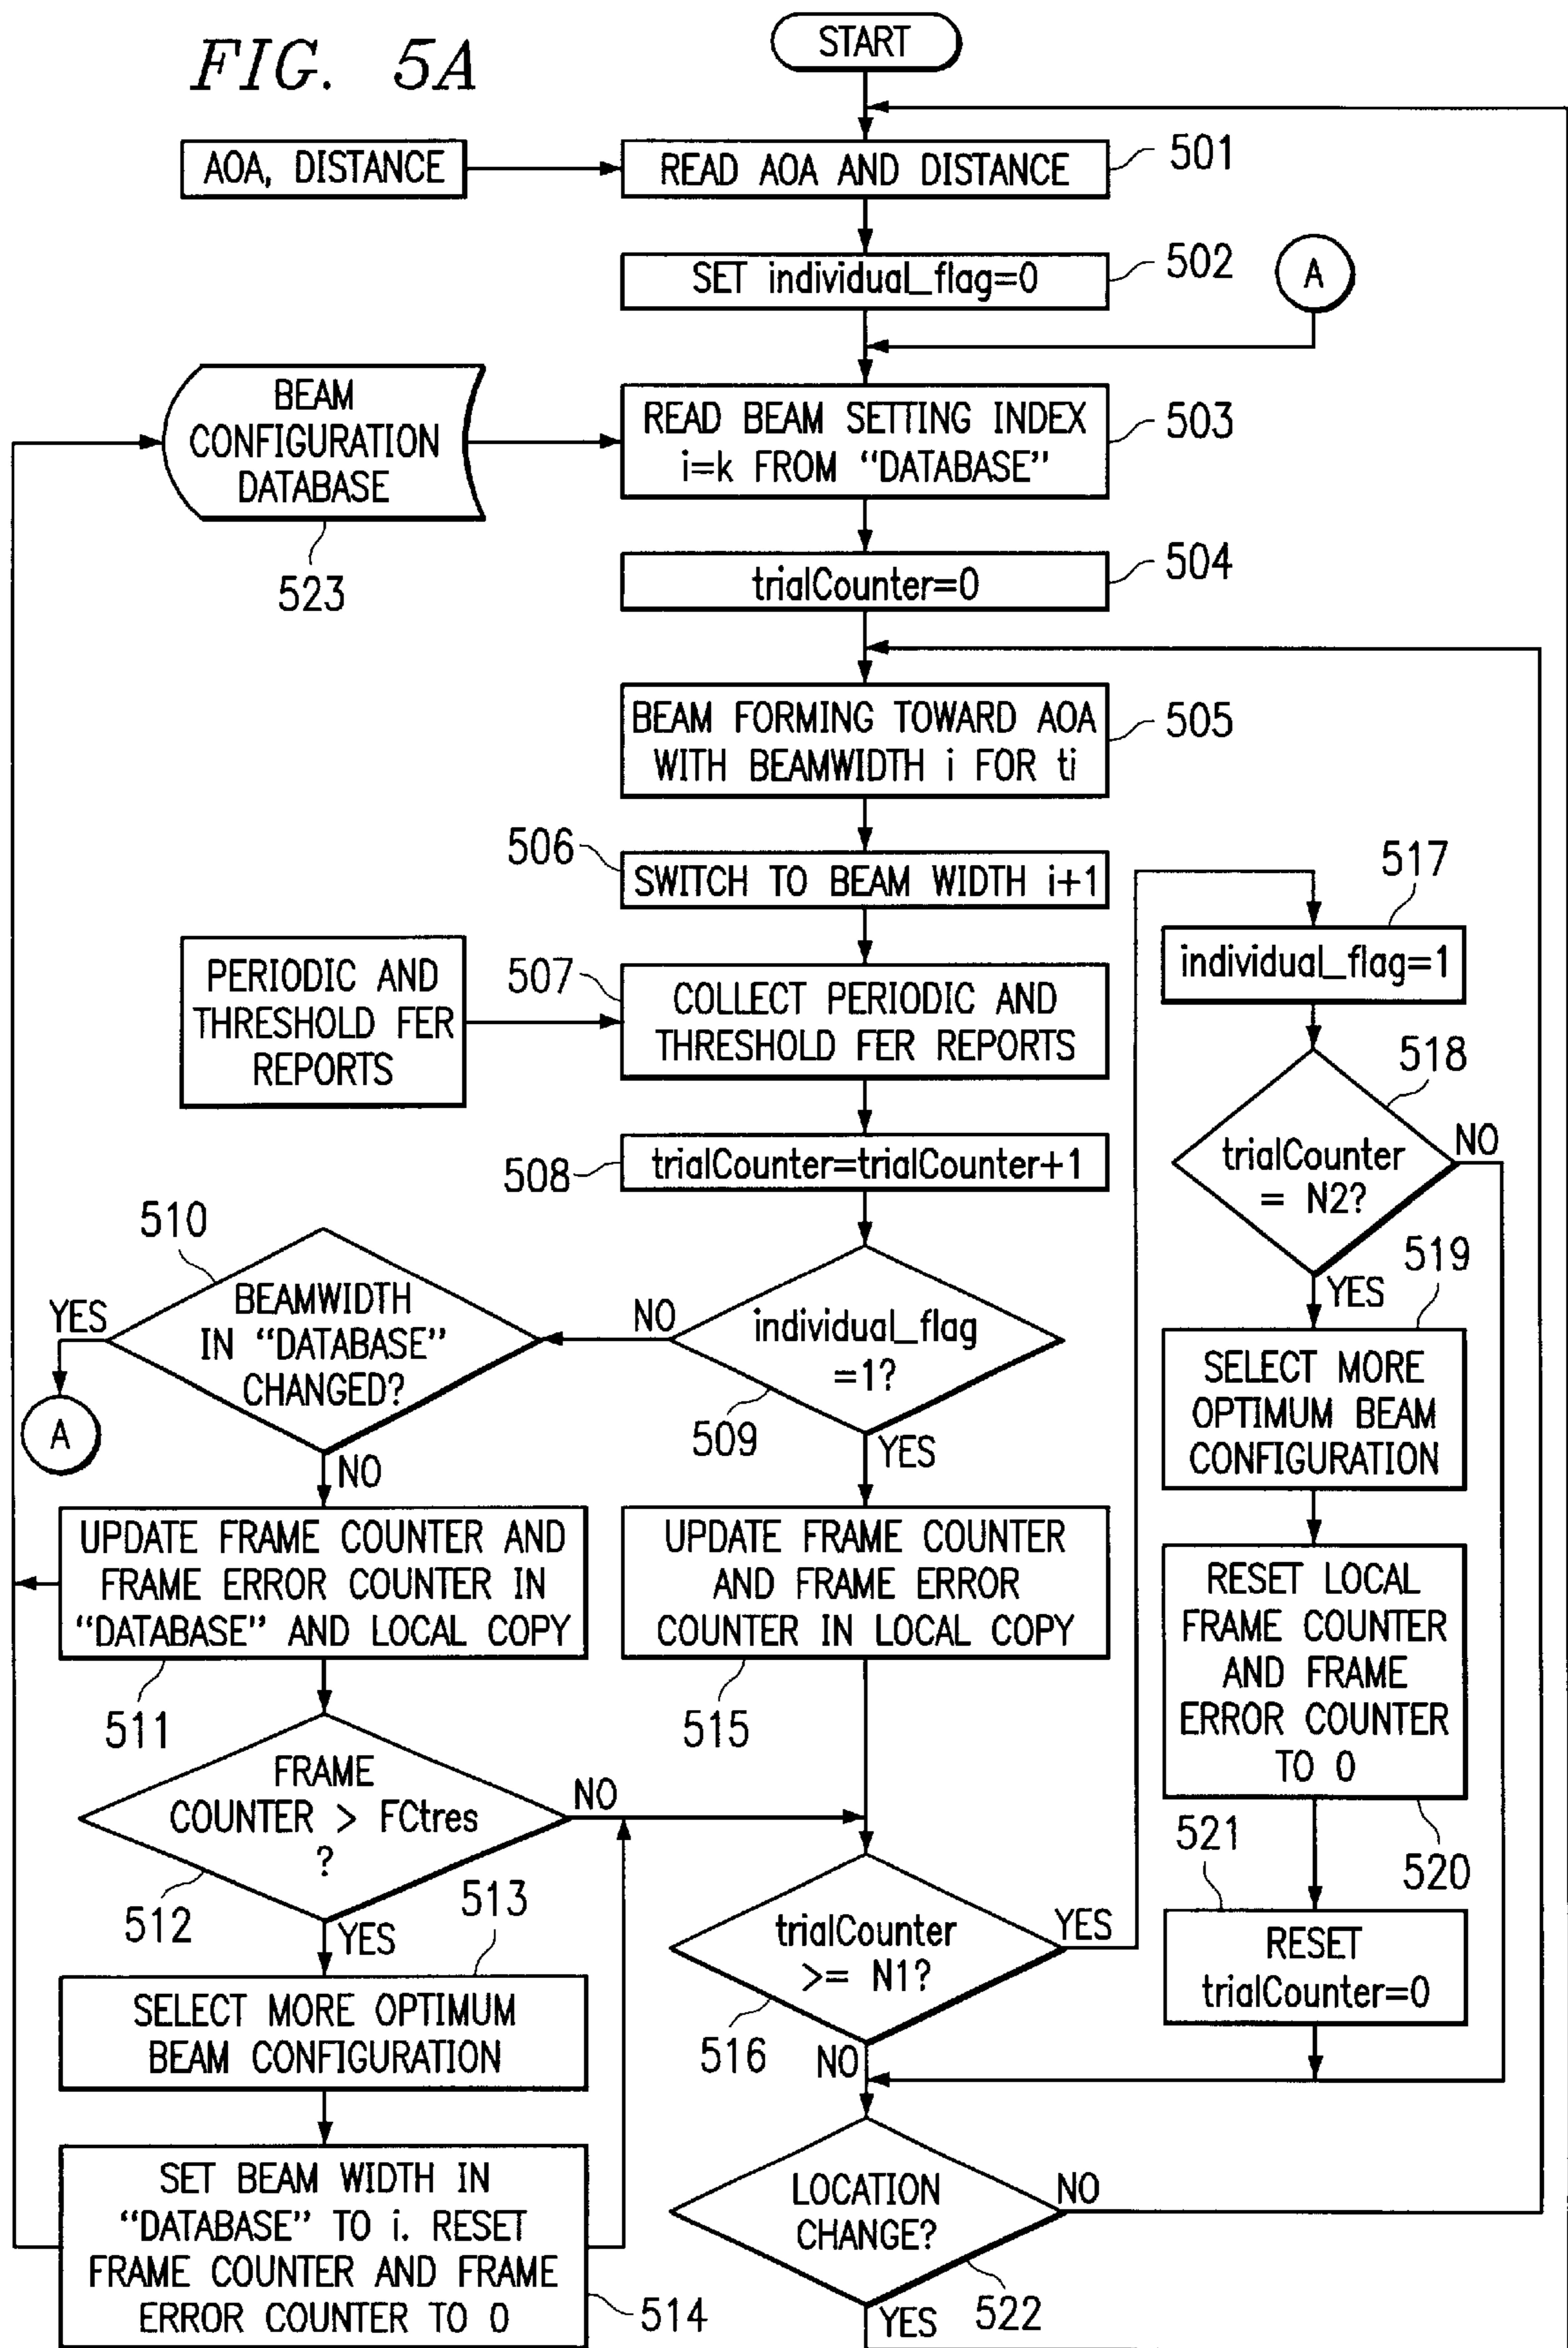 FIG. 5A
START
AOA, DISTANCE
READ AOA AND DISTANCE
501
SET individual_flag=0
502
A
BEAM
CONFIGURATION
DATABASE
523
READ BEAM SETTING INDEX
i=k FROM "DATABASE"
503
trialCounter=0
504
BEAM FORMING TOWARD AOA
WITH BEAMWIDTH i FOR ti
505
506
SWITCH TO BEAM WIDTH i+1
PERIODIC AND
THRESHOLD FER
REPORTS
507
COLLECT PERIODIC AND
THRESHOLD FER REPORTS
508
trialCounter=trialCounter+1
individual_flag
=1?
509
NO
YES
510
BEAMWIDTH
IN "DATABASE"
CHANGED?
YES
A
NO
UPDATE FRAME COUNTER AND
FRAME ERROR COUNTER IN
"DATABASE" AND LOCAL COPY
511
UPDATE FRAME COUNTER
AND FRAME ERROR
COUNTER IN LOCAL COPY
515
FRAME
COUNTER > FCtres
?
512
NO
YES
513
SELECT MORE OPTIMUM
BEAM CONFIGURATION
SET BEAM WIDTH IN
"DATABASE" TO i. RESET
FRAME COUNTER AND FRAME
ERROR COUNTER TO 0
514
trialCounter
>= N1?
516
YES
NO
517
individual_flag=1
518
trialCounter
= N2?
NO
YES
519
SELECT MORE
OPTIMUM BEAM
CONFIGURATION
RESET LOCAL
FRAME COUNTER
AND FRAME
ERROR COUNTER
TO 0
520
521
RESET
trialCounter=0
LOCATION
CHANGE?
NO
522
YES